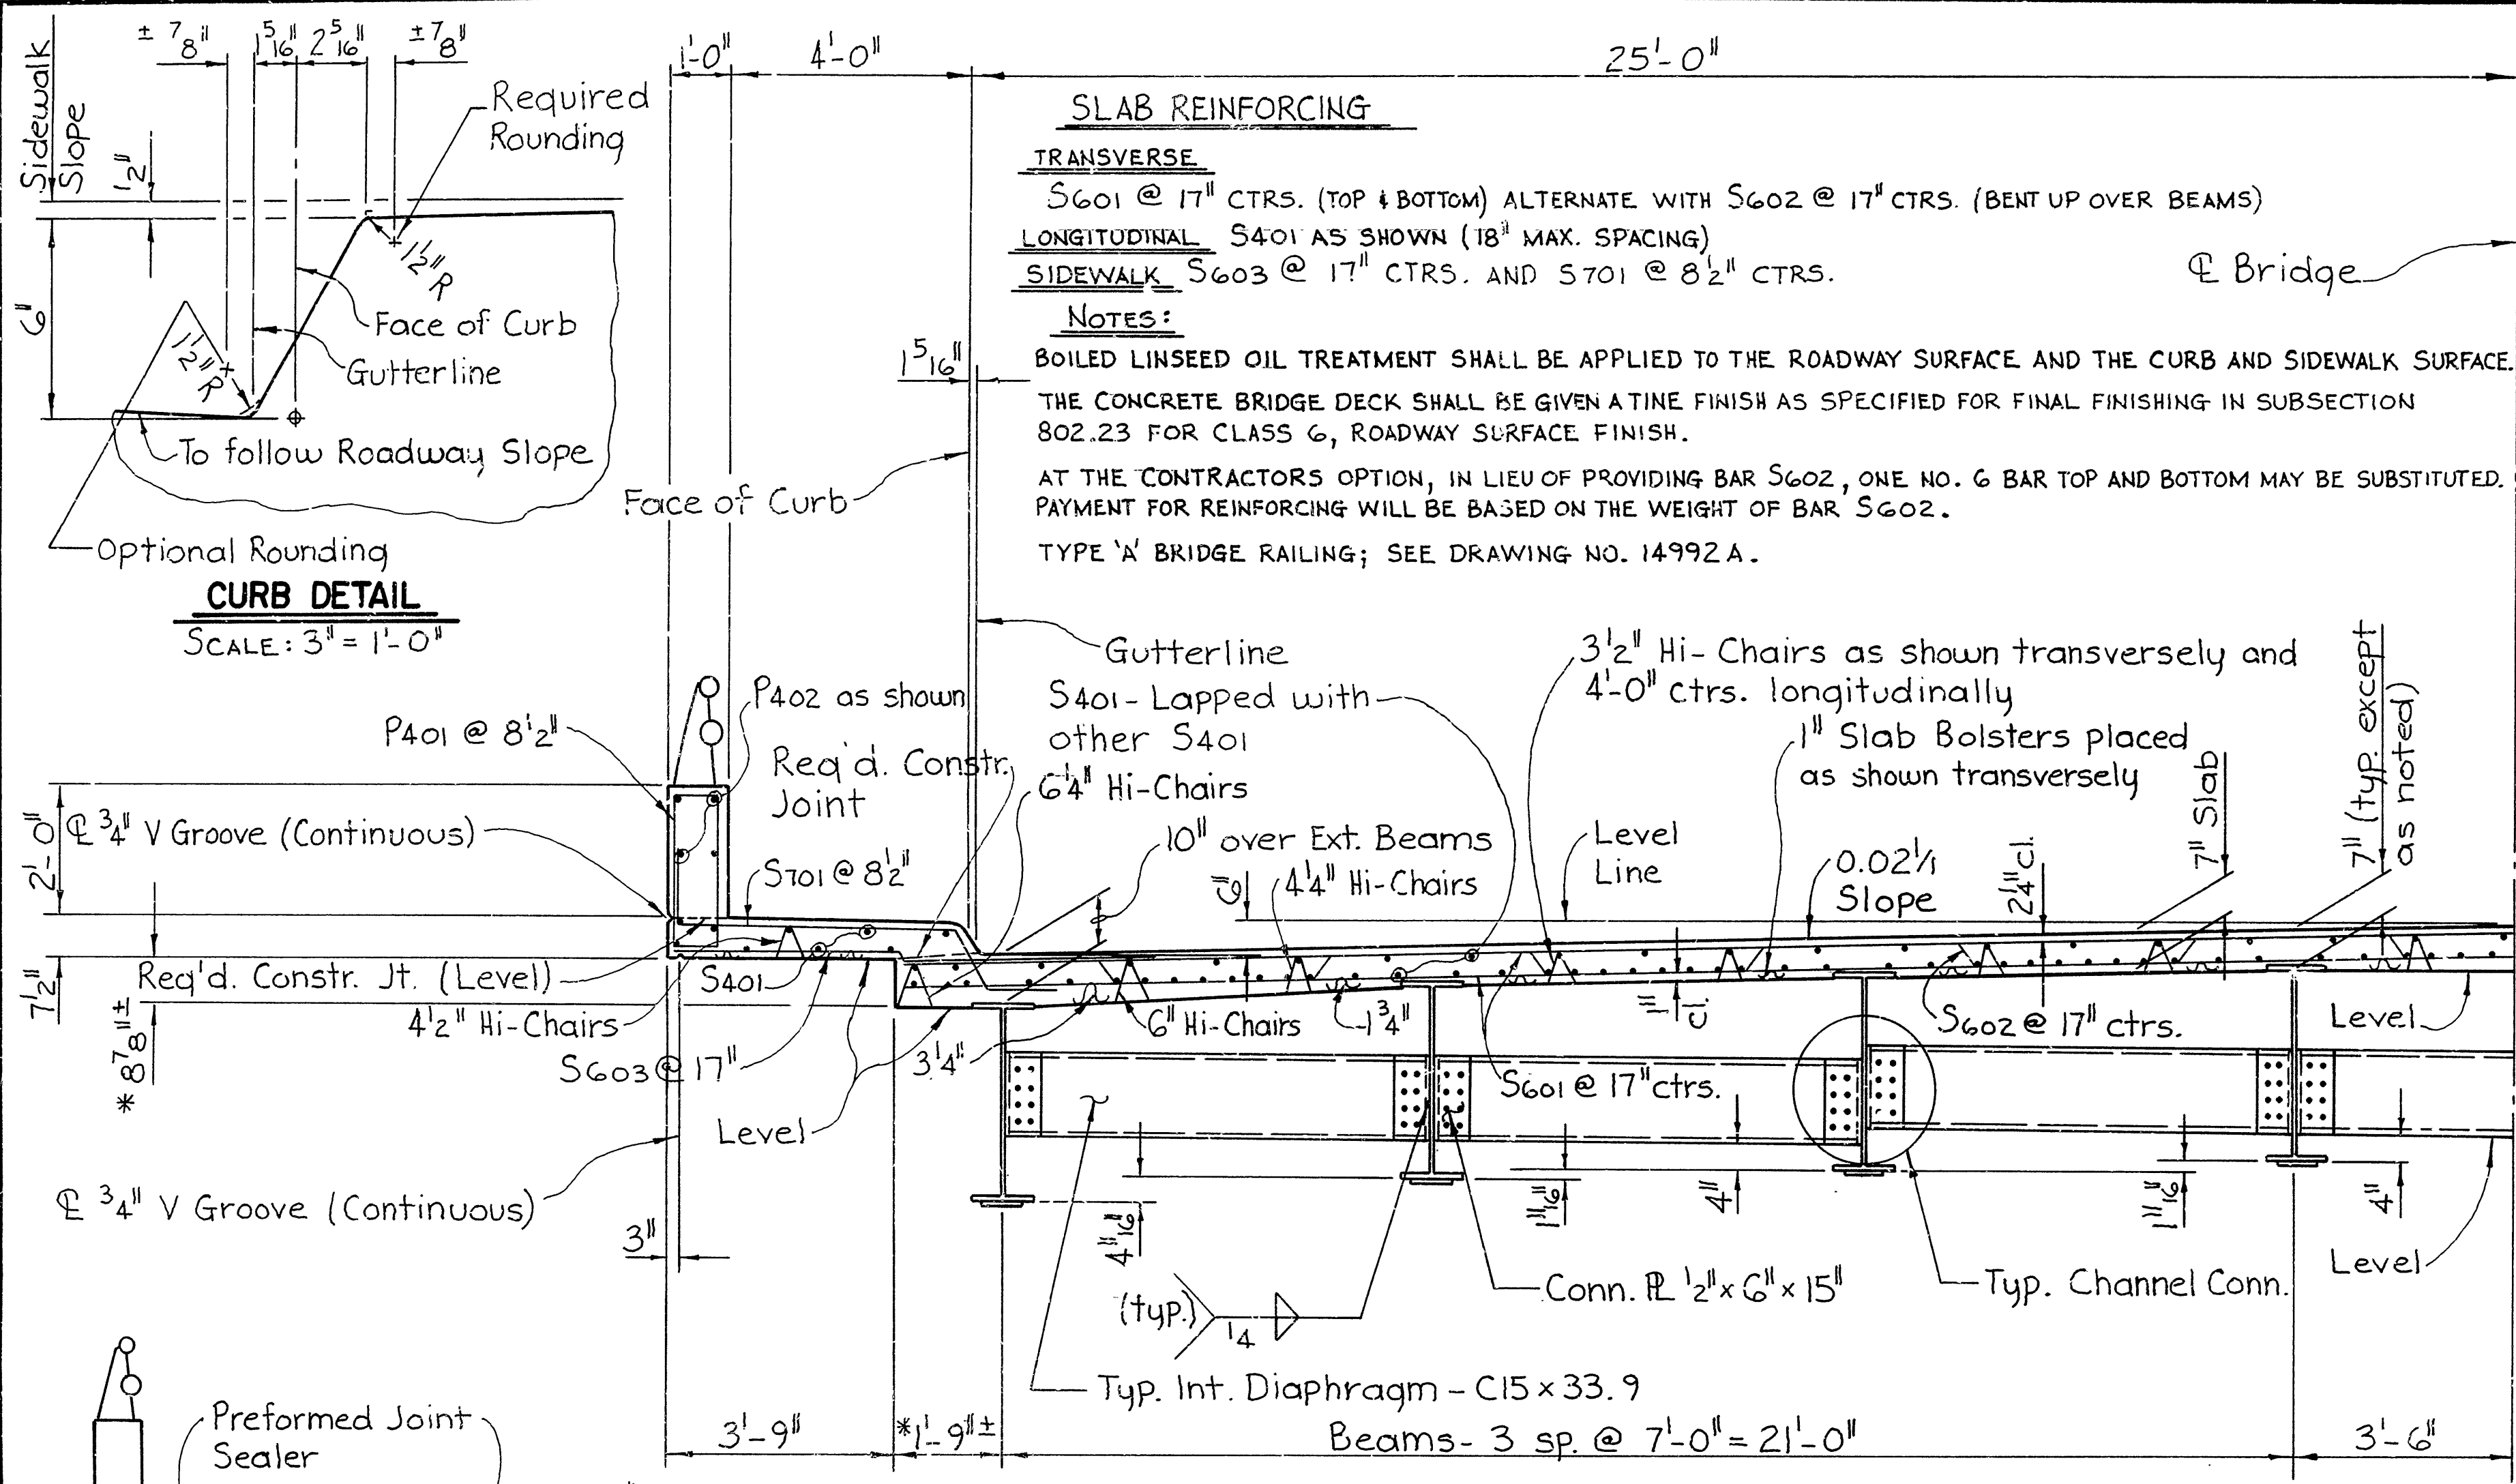 ± 7/8"
1 5/16"
2 5/16"
± 7/8"
1'-0"
4'-0"
25'-0"
Sidewalk
Slope
1/2"
6"
Required
Rounding
1 1/2" R
Face of Curb
Gutterline
1 1/2" R
To follow Roadway Slope
Optional Rounding
CURB DETAIL
SCALE: 3" = 1'-0"
SLAB REINFORCING
TRANSVERSE
S601 @ 17" CTRS. (TOP & BOTTOM) ALTERNATE WITH S602 @ 17" CTRS. (BENT UP OVER BEAMS)
LONGITUDINAL S401 AS SHOWN (18" MAX. SPACING)
SIDEWALK S603 @ 17" CTRS. AND S701 @ 8 1/2" CTRS.
℄ Bridge
NOTES:
BOILED LINSEED OIL TREATMENT SHALL BE APPLIED TO THE ROADWAY SURFACE AND THE CURB AND SIDEWALK SURFACE.
THE CONCRETE BRIDGE DECK SHALL BE GIVEN A TINE FINISH AS SPECIFIED FOR FINAL FINISHING IN SUBSECTION
802.23 FOR CLASS 6, ROADWAY SURFACE FINISH.
AT THE CONTRACTORS OPTION, IN LIEU OF PROVIDING BAR S602, ONE NO. 6 BAR TOP AND BOTTOM MAY BE SUBSTITUTED.
PAYMENT FOR REINFORCING WILL BE BASED ON THE WEIGHT OF BAR S602.
TYPE 'A' BRIDGE RAILING; SEE DRAWING NO. 14992A.
1 5/16"
Face of Curb
Gutterline
P402 as shown
P401 @ 8 1/2"
Req'd. Constr.
Joint
S401 - Lapped with
other S401
6 1/4" Hi-Chairs
3 1/2" Hi-Chairs as shown transversely and
4'-0" ctrs. longitudinally
1" Slab Bolsters placed
as shown transversely
7" Slab
7" (typ. except
as noted)
2'-0"
℄ 3/4" V Groove (Continuous)
S701 @ 8 1/2"
10" over Ext. Beams
4 1/4" Hi-Chairs
Level
Line
0.02'/1
Slope
2 1/4" cl.
7 1/2"
* 8 7/8" ±
Req'd. Constr. Jt. (Level)
S401
4 1/2" Hi-Chairs
S603 @ 17"
3 1/4"
6" Hi-Chairs
1 3/4"
1" cl.
S602 @ 17" ctrs.
Level
S601 @ 17" ctrs.
Level
℄ 3/4" V Groove (Continuous)
3"
4 11/16"
1 11/16"
4"
1 11/16"
4"
(typ.)
1/4
Conn. ℄ 1/2" x 6" x 15"
Typ. Channel Conn.
Level
Typ. Int. Diaphragm - C15 x 33.9
Preformed Joint
Sealer
3'-9"
*1'-9" ±
Beams - 3 sp. @ 7'-0" = 21'-0"
3'-6"